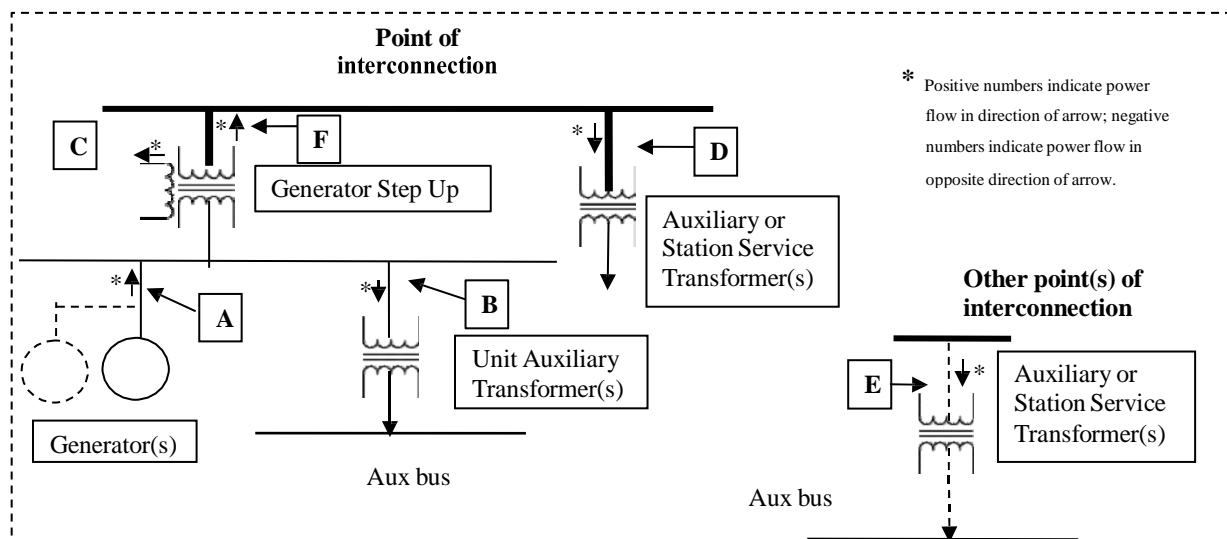 Point of
interconnection
* Positive numbers indicate power
flow in direction of arrow; negative
numbers indicate power flow in
opposite direction of arrow.
C
*
*
F
*
D
Generator Step Up
Auxiliary or
Station Service
Transformer(s)
*
A
*
B
Other point(s) of
interconnection
Unit Auxiliary
Transformer(s)
E
*
Auxiliary or
Station Service
Transformer(s)
Generator(s)
Aux bus
Aux bus